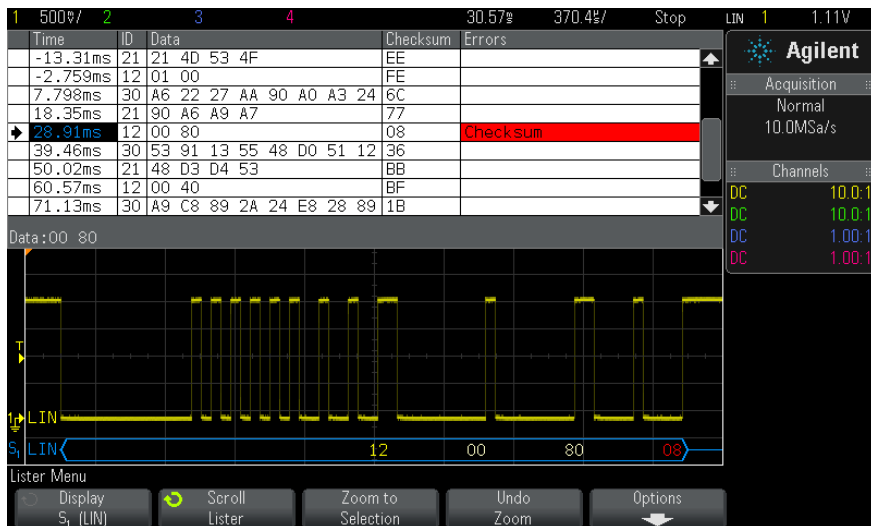 1 500⅌/ 2 3 4 30.57⅏ 370.4⅏/ Stop LIN 1 1.11V
Time ID Data Checksum Errors
-13.31ms 21 21 4D 53 4F EE
-2.759ms 12 01 00 FE
7.798ms 30 A6 22 27 AA 90 A0 A3 24 6C
18.35ms 21 90 A6 A9 A7 77
28.91ms 12 00 80 08 Checksum
39.46ms 30 53 91 13 55 48 D0 51 12 36
50.02ms 21 48 D3 D4 53 BB
60.57ms 12 00 40 BF
71.13ms 30 A9 C8 89 2A 24 E8 28 89 1B
Data:00 80
Agilent
Acquisition
Normal
10.0MSa/s
Channels
DC 10.0:1
DC 10.0:1
DC 1.00:1
DC 1.00:1
T
1 LIN
S1 LIN 12 00 80 08
Lister Menu
Display
S1 (LIN)
Scroll
Lister
Zoom to
Selection
Undo
Zoom
Options